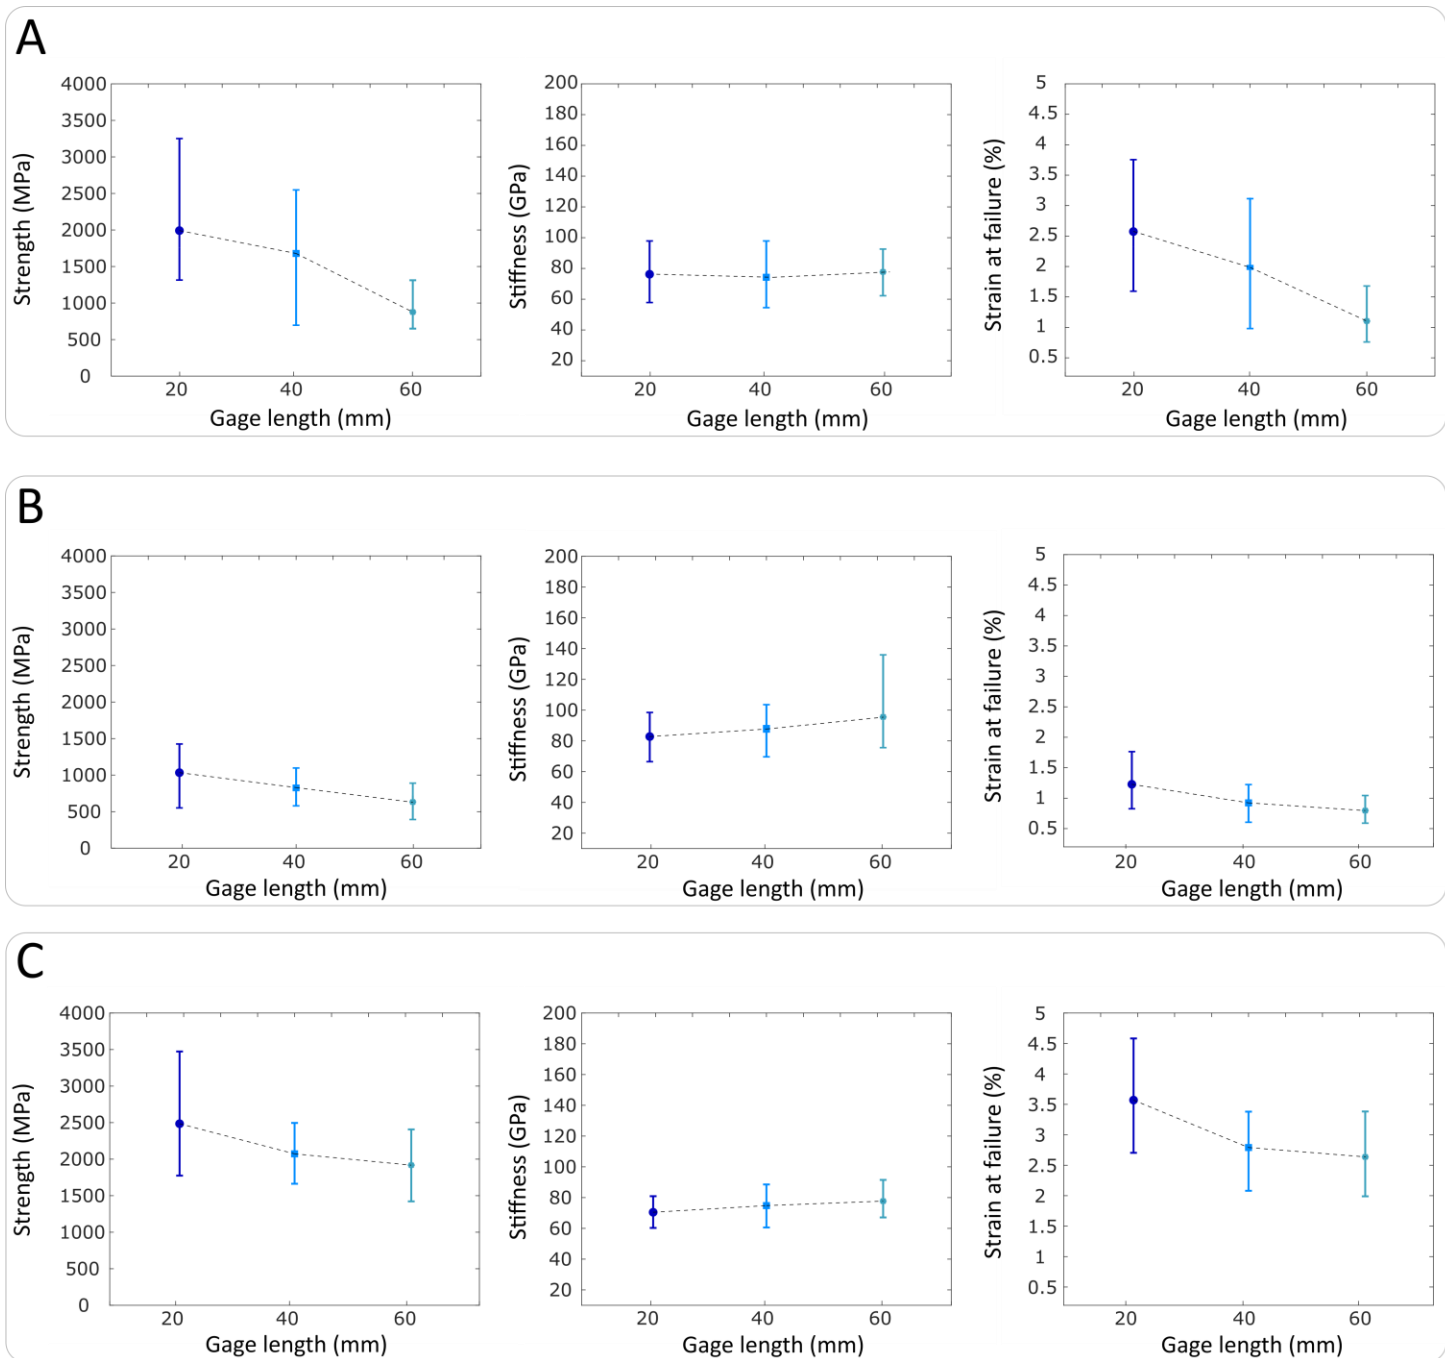 A
4000
3500
3000
2500
2000
1500
1000
500
0
Strength (MPa)
20 40 60
Gage length (mm)
200
180
160
140
120
100
80
60
40
20
Stiffness (GPa)
20 40 60
Gage length (mm)
5
4.5
4
3.5
3
2.5
2
1.5
1
0.5
Strain at failure (%)
20 40 60
Gage length (mm)
B
4000
3500
3000
2500
2000
1500
1000
500
0
Strength (MPa)
20 40 60
Gage length (mm)
200
180
160
140
120
100
80
60
40
20
Stiffness (GPa)
20 40 60
Gage length (mm)
5
4.5
4
3.5
3
2.5
2
1.5
1
0.5
Strain at failure (%)
20 40 60
Gage length (mm)
C
4000
3500
3000
2500
2000
1500
1000
500
0
Strength (MPa)
20 40 60
Gage length (mm)
200
180
160
140
120
100
80
60
40
20
Stiffness (GPa)
20 40 60
Gage length (mm)
5
4.5
4
3.5
3
2.5
2
1.5
1
0.5
Strain at failure (%)
20 40 60
Gage length (mm)